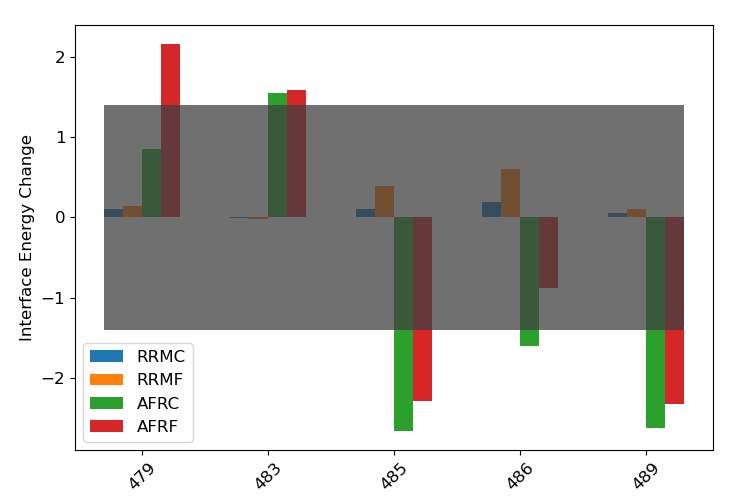 Interface Energy Change
2
1
0
−1
−2
RRMC
RRMF
AFRC
AFRF
479
483
485
486
489